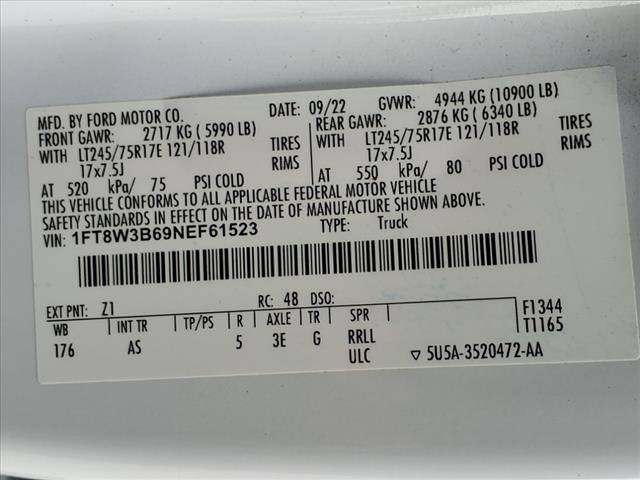 MFD. BY FORD MOTOR CO. DATE: 09/22 GVWR: 4944 KG (10900 LB)
FRONT GAWR: 2717 KG ( 5990 LB) REAR GAWR: 2876 KG ( 6340 LB)
WITH LT245/75R17E 121/118R TIRES WITH LT245/75R17E 121/118R TIRES
17x7.5J RIMS 17x7.5J RIMS
AT 520 kPa/ 75 PSI COLD AT 550 kPa/ 80 PSI COLD
THIS VEHICLE CONFORMS TO ALL APPLICABLE FEDERAL MOTOR VEHICLE
SAFETY STANDARDS IN EFFECT ON THE DATE OF MANUFACTURE SHOWN ABOVE.
VIN: 1FT8W3B69NEF61523 TYPE: Truck
EXT PNT: Z1 RC: 48 DSO: F1344
WB INT TR TP/PS R AXLE TR SPR T1165
176 AS 5 3E G RRLL
ULC ▽ 5U5A-3520472-AA